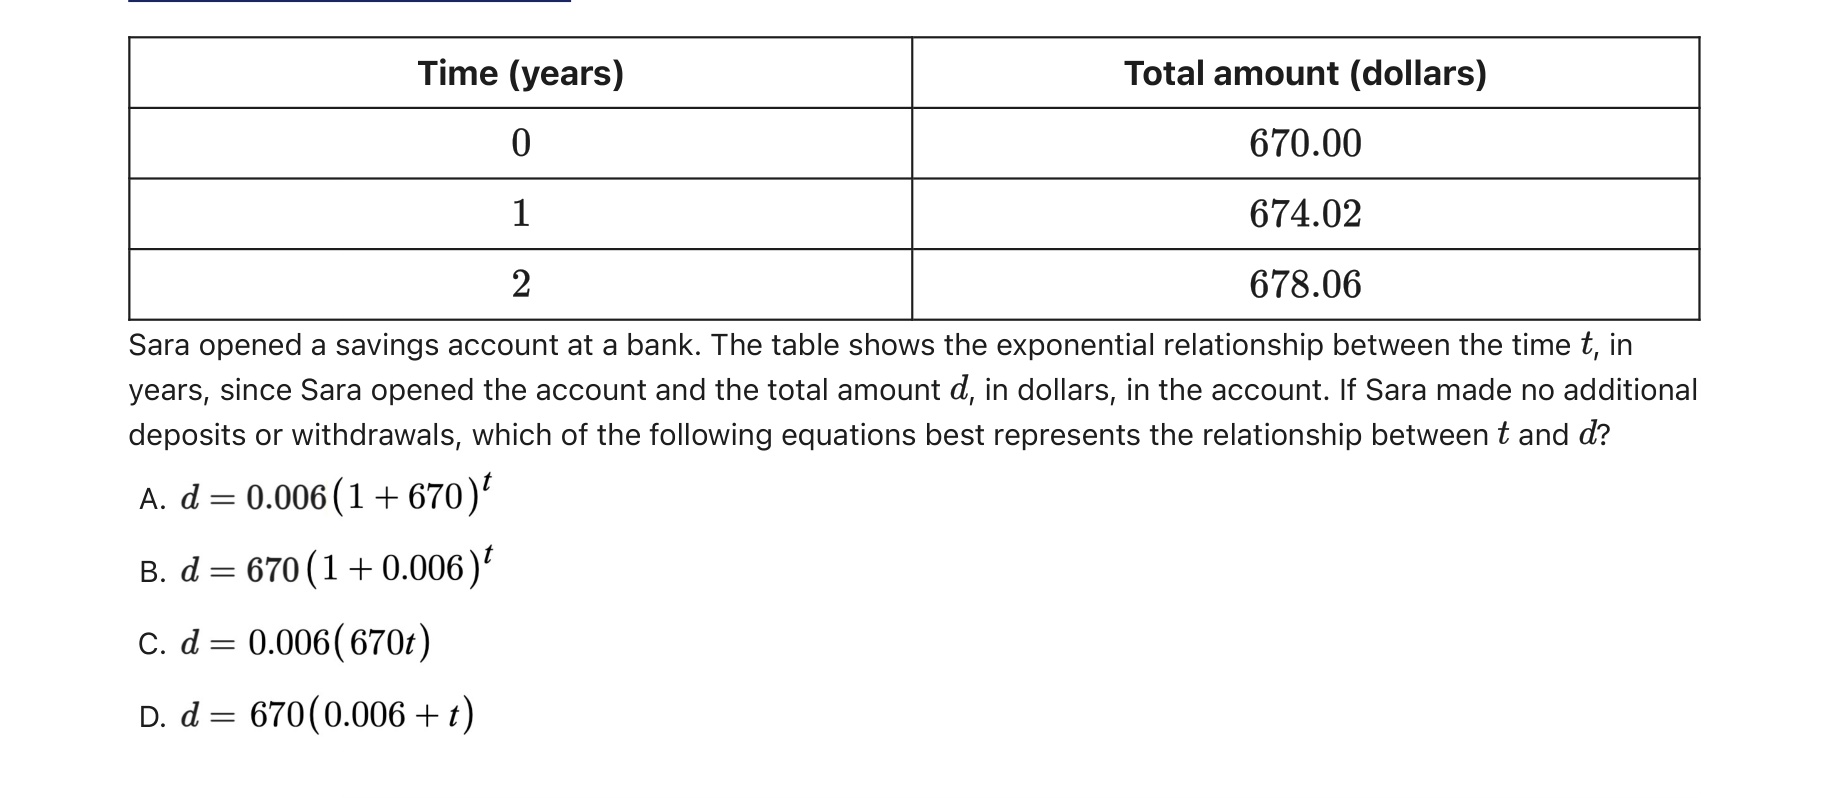 Time (years) Total amount (dollars)
0 670.00
1 674.02
2 678.06
Sara opened a savings account at a bank. The table shows the exponential relationship between the time t, in
years, since Sara opened the account and the total amount d, in dollars, in the account. If Sara made no additional
deposits or withdrawals, which of the following equations best represents the relationship between t and d?
A. d = 0.006(1 + 670)^t
B. d = 670(1 + 0.006)^t
C. d = 0.006(670t)
D. d = 670(0.006 + t)